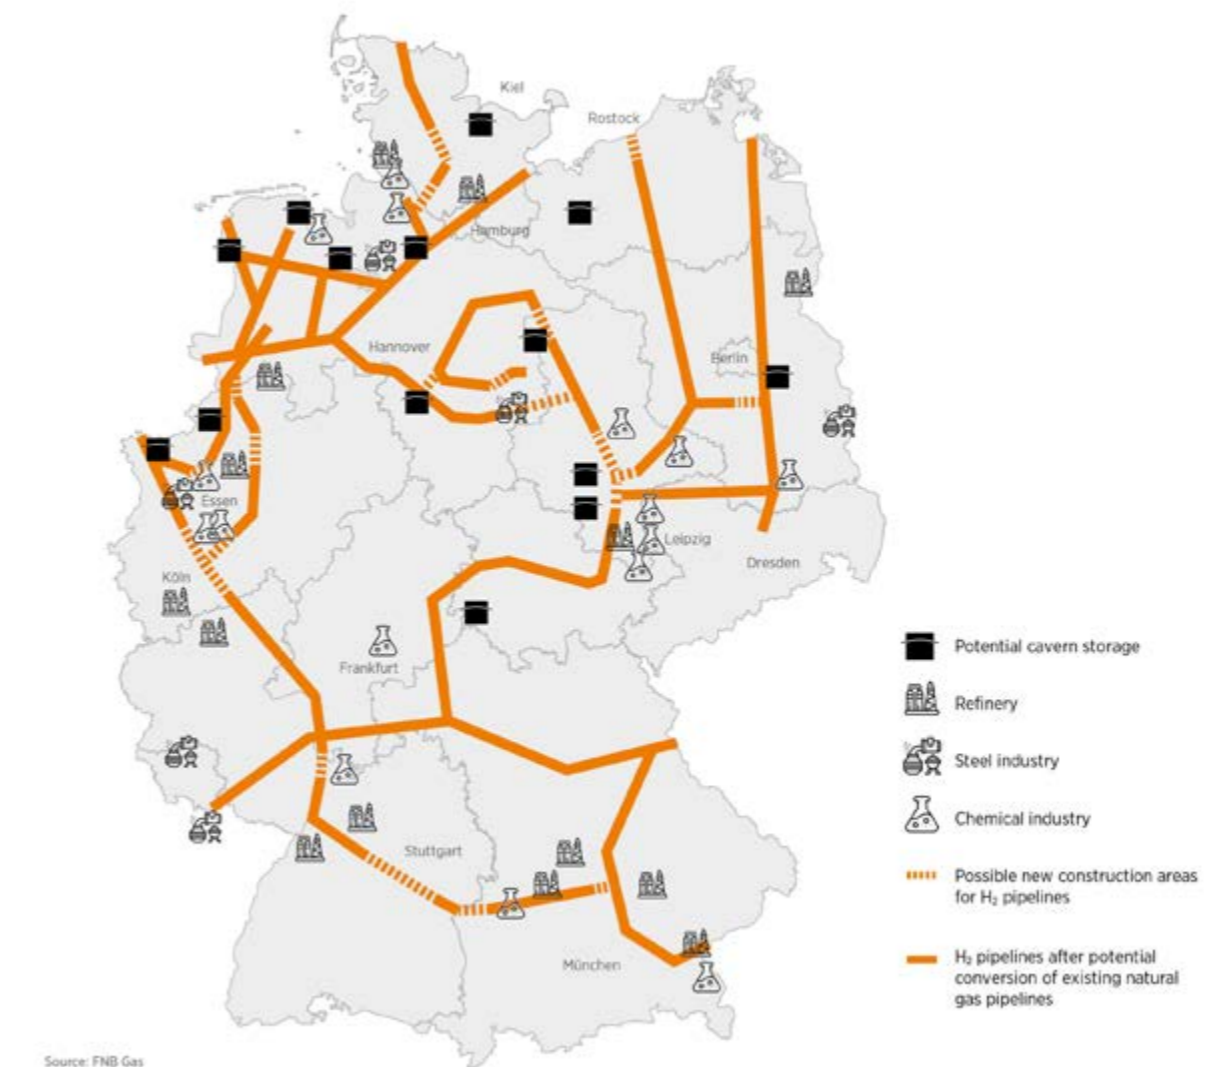 Kiel
Rostock
Hamburg
Hannover
Berlin
Essen
Leipzig
Dresden
Köln
Frankfurt
Stuttgart
München
Potential cavern storage
Refinery
Steel industry
Chemical industry
Possible new construction areas
for H₂ pipelines
H₂ pipelines after potential
conversion of existing natural
gas pipelines
Source: FNB Gas